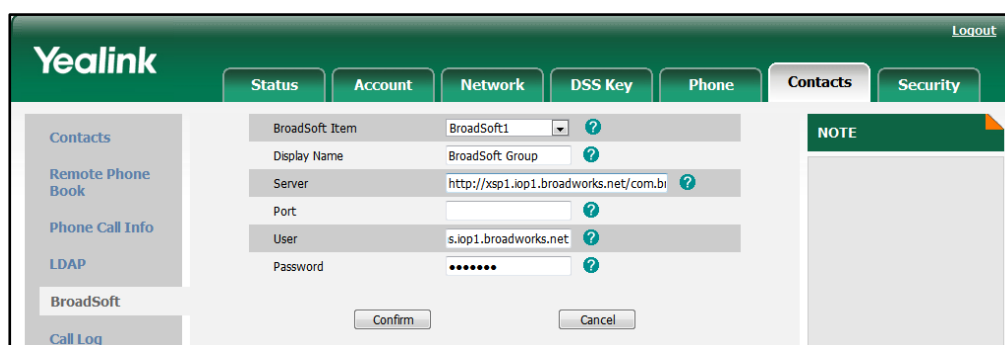 Logout
Yealink
Status Account Network DSS Key Phone Contacts Security
Contacts
Remote Phone
Book
Phone Call Info
LDAP
BroadSoft
Call Log
BroadSoft Item BroadSoft1 ?
Display Name BroadSoft Group ?
Server http://xsp1.iop1.broadworks.net/com.br ?
Port ?
User s.iop1.broadworks.net ?
Password ••••••• ?
Confirm Cancel
NOTE